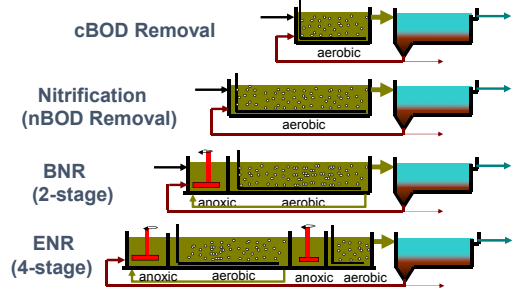 cBOD Removal
aerobic
Nitrification
(nBOD Removal)
aerobic
BNR
(2-stage)
anoxic aerobic
ENR
(4-stage)
anoxic aerobic anoxic aerobic